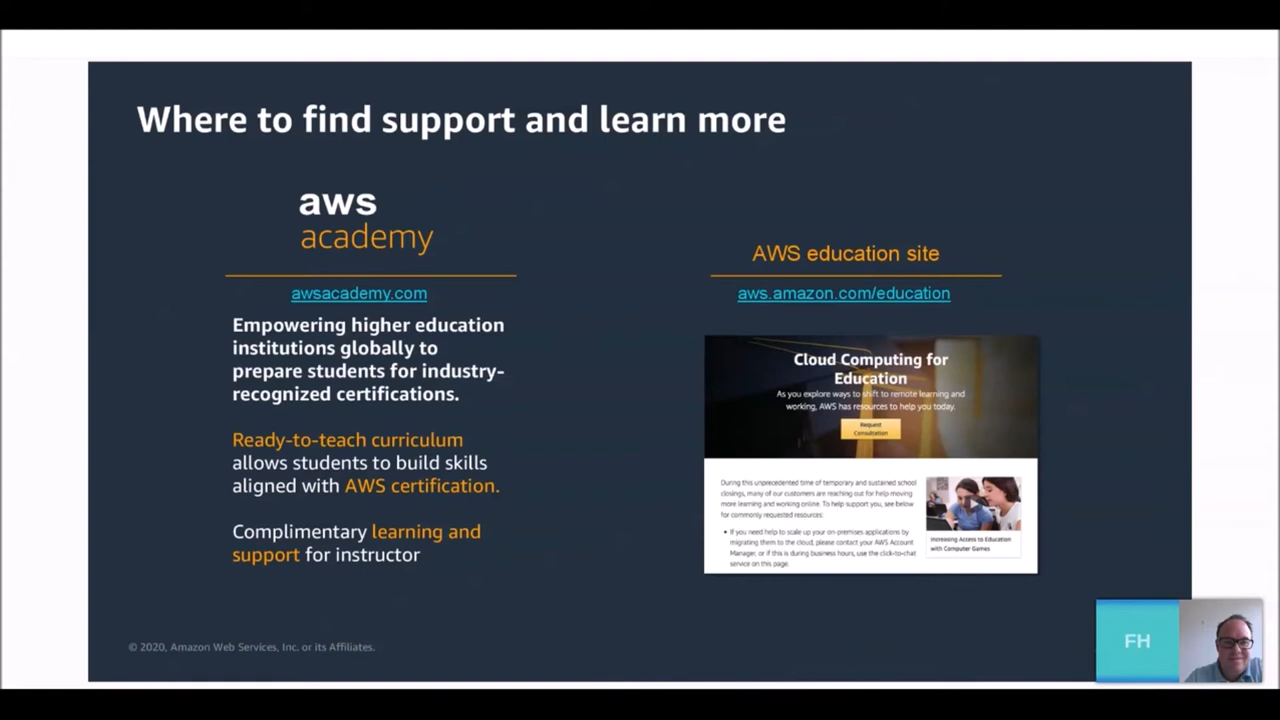 Where to find support and learn more
aws
academy
awsacademy.com
Empowering higher education
institutions globally to
prepare students for industry-
recognized certifications.
Ready-to-teach curriculum
allows students to build skills
aligned with AWS certification.
Complimentary learning and
support for instructor
AWS education site
aws.amazon.com/education
Cloud Computing for
Education
As you explore ways to shift to remote learning and
working, AWS has resources to help you today.
Request
Consultation
During this unprecedented time of temporary and sustained school
closings, many of our customers are reaching out for help moving
more learning and working online. To help support you, see below
for commonly requested resources:
• If you need help to scale up your on-premises applications by
migrating them to the cloud, please contact your AWS Account
Manager, or if this is during business hours, use the click-to-chat
service on this page.
Increasing Access to Education
with Computer Games
© 2020, Amazon Web Services, Inc. or its Affiliates.
FH